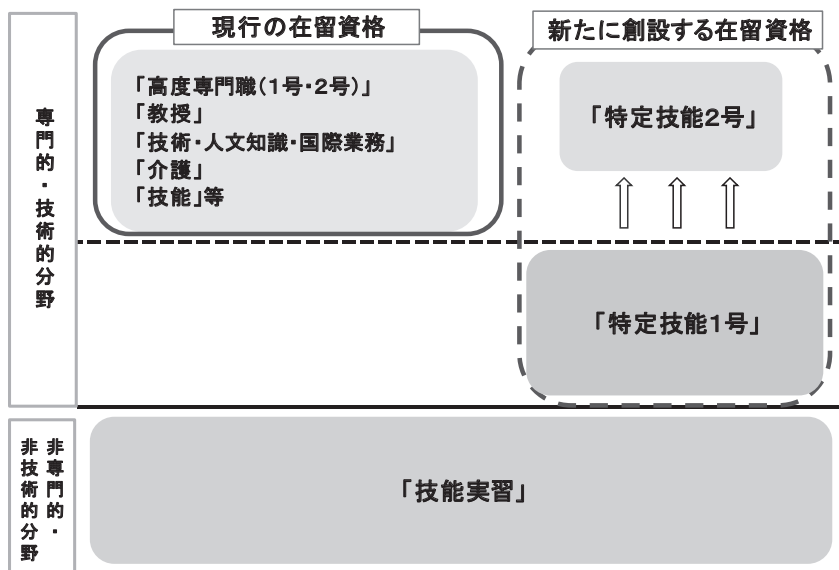 現行の在留資格
新たに創設する在留資格
専門的・技術的分野
「高度専門職(1号・2号)」
「教授」
「技術・人文知識・国際業務」
「介護」
「技能」等
「特定技能2号」
「特定技能1号」
非専門的・
非技術的分野
「技能実習」